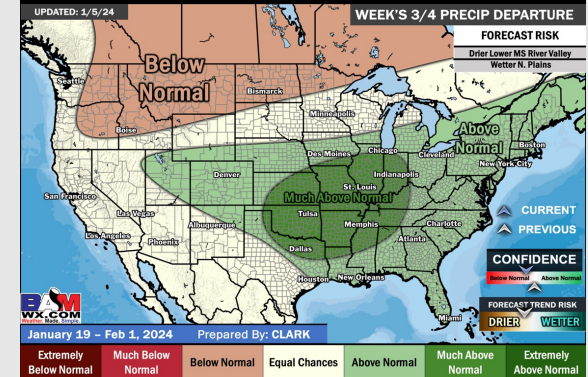 UPDATED: 1/5/24
WEEK'S 3/4 PRECIP DEPARTURE
FORECAST RISK
Drier Lower MS River Valley
Wetter N. Plains
Below
Normal
Seattle
Bismarck
Minneapolis
Boise
Above
Normal
Boston
Des Moines
Chicago
Cleveland
New York City
Denver
Indianapolis
St. Louis
Much Above Normal
San Francisco
Las Vegas
Tulsa
Memphis
Charlotte
Albuquerque
Los Angeles
Phoenix
Atlanta
Dallas
Houston
New Orleans
Miami
CURRENT
PREVIOUS
CONFIDENCE
Below Normal
Above Normal
FORECAST TREND RISK
DRIER
WETTER
BAM
WX.COM
Weather. Made. Simple.
January 19 – Feb 1, 2024
Prepared By: CLARK
Extremely
Below Normal
Much Below
Normal
Below Normal
Equal Chances
Above Normal
Much Above
Normal
Extremely
Above Normal